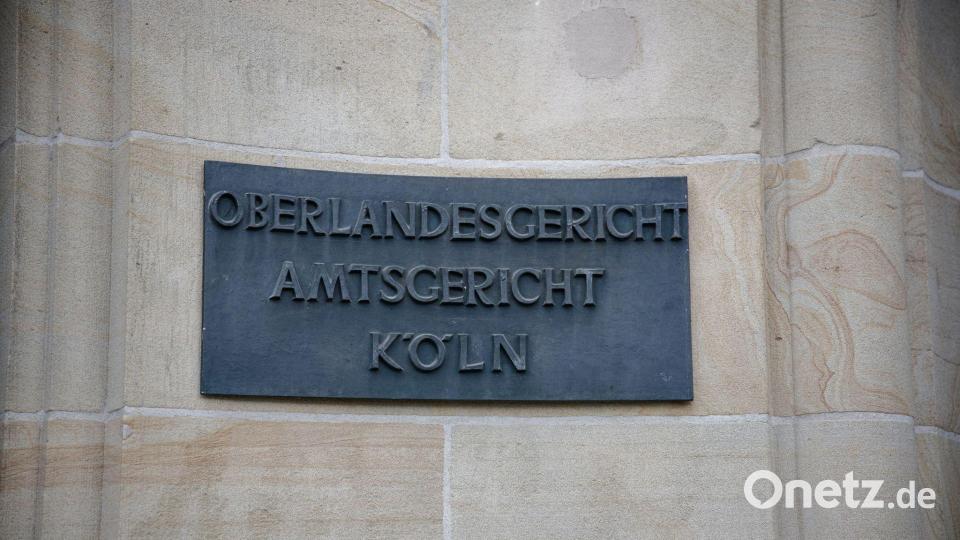 OBERLANDESGERICHT
AMTSGERICHT
KÖLN
Onetz.de